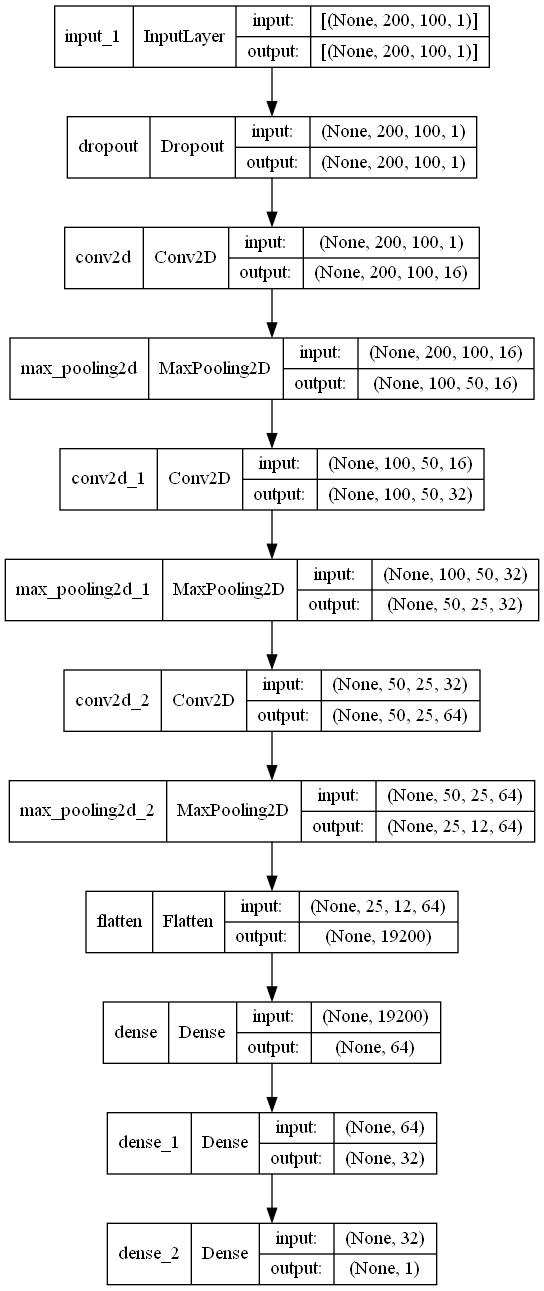 input_1 InputLayer input: [(None, 200, 100, 1)]
output: [(None, 200, 100, 1)]
dropout Dropout input: (None, 200, 100, 1)
output: (None, 200, 100, 1)
conv2d Conv2D input: (None, 200, 100, 1)
output: (None, 200, 100, 16)
max_pooling2d MaxPooling2D input: (None, 200, 100, 16)
output: (None, 100, 50, 16)
conv2d_1 Conv2D input: (None, 100, 50, 16)
output: (None, 100, 50, 32)
max_pooling2d_1 MaxPooling2D input: (None, 100, 50, 32)
output: (None, 50, 25, 32)
conv2d_2 Conv2D input: (None, 50, 25, 32)
output: (None, 50, 25, 64)
max_pooling2d_2 MaxPooling2D input: (None, 50, 25, 64)
output: (None, 25, 12, 64)
flatten Flatten input: (None, 25, 12, 64)
output: (None, 19200)
dense Dense input: (None, 19200)
output: (None, 64)
dense_1 Dense input: (None, 64)
output: (None, 32)
dense_2 Dense input: (None, 32)
output: (None, 1)